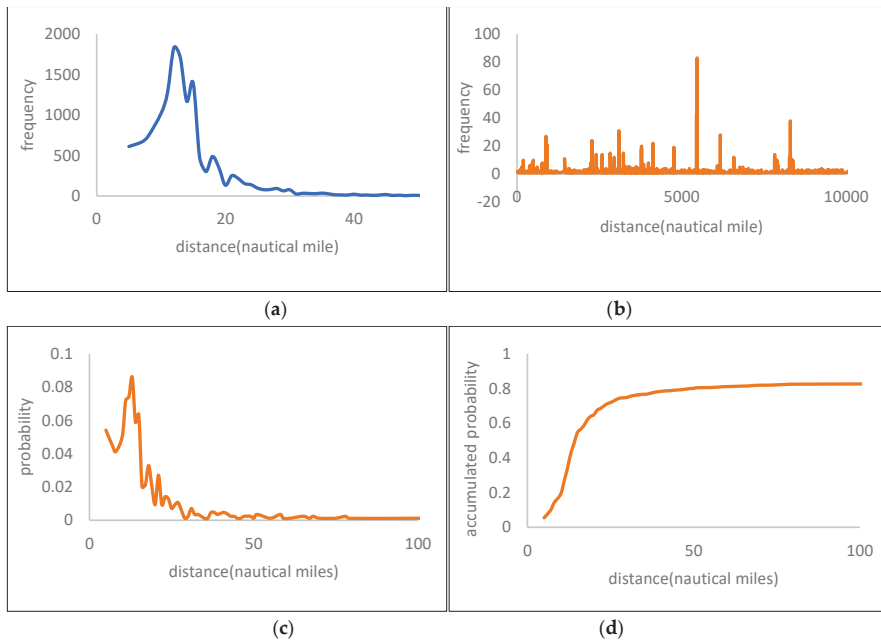 2000
1500
1000
500
0
0 20 40
frequency
distance(nautical mile)
(a)
100
80
60
40
20
0
-20
0 5000 10000
frequency
distance(nautical mile)
(b)
0.1
0.08
0.06
0.04
0.02
0
0 50 100
probability
distance(nautical miles)
(c)
1
0.8
0.6
0.4
0.2
0
0 50 100
accumulated probability
distance(nautical miles)
(d)